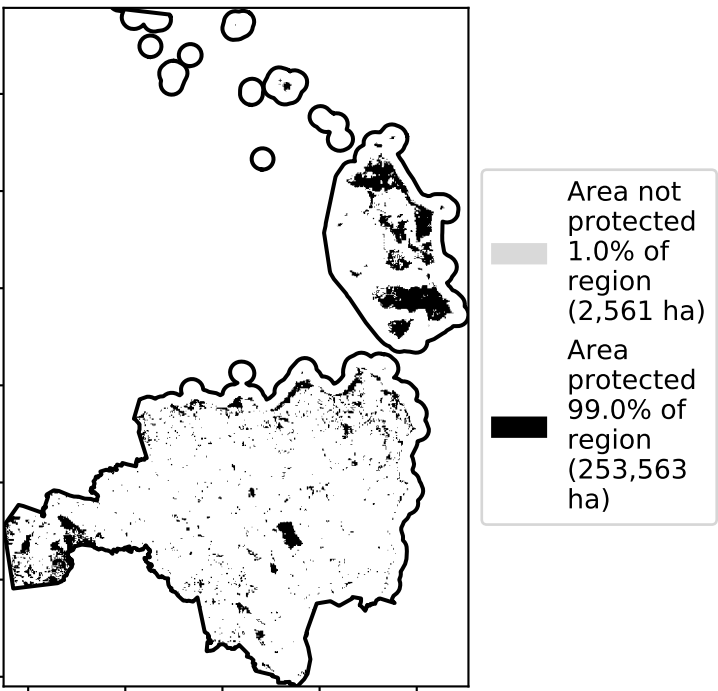 Area not
protected
1.0% of
region
(2,561 ha)
Area
protected
99.0% of
region
(253,563
ha)